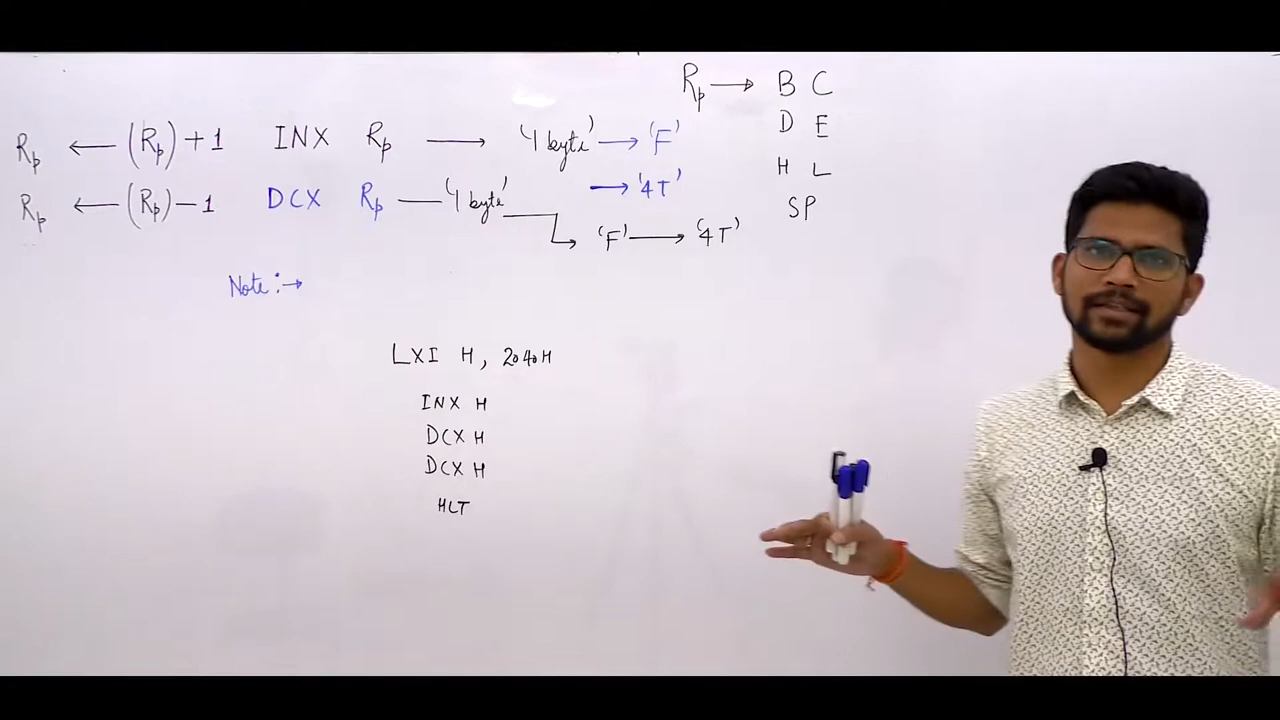 Rp → B C
Rp ← (Rp) + 1 INX Rp → '1 byte' → 'F'
D E
→ '4T'
H L
Rp ← (Rp) − 1 DCX Rp — '1 byte'
SP
'F' → '4T'
Note :→
LXI H, 2040H
INX H
DCX H
DCX H
HLT